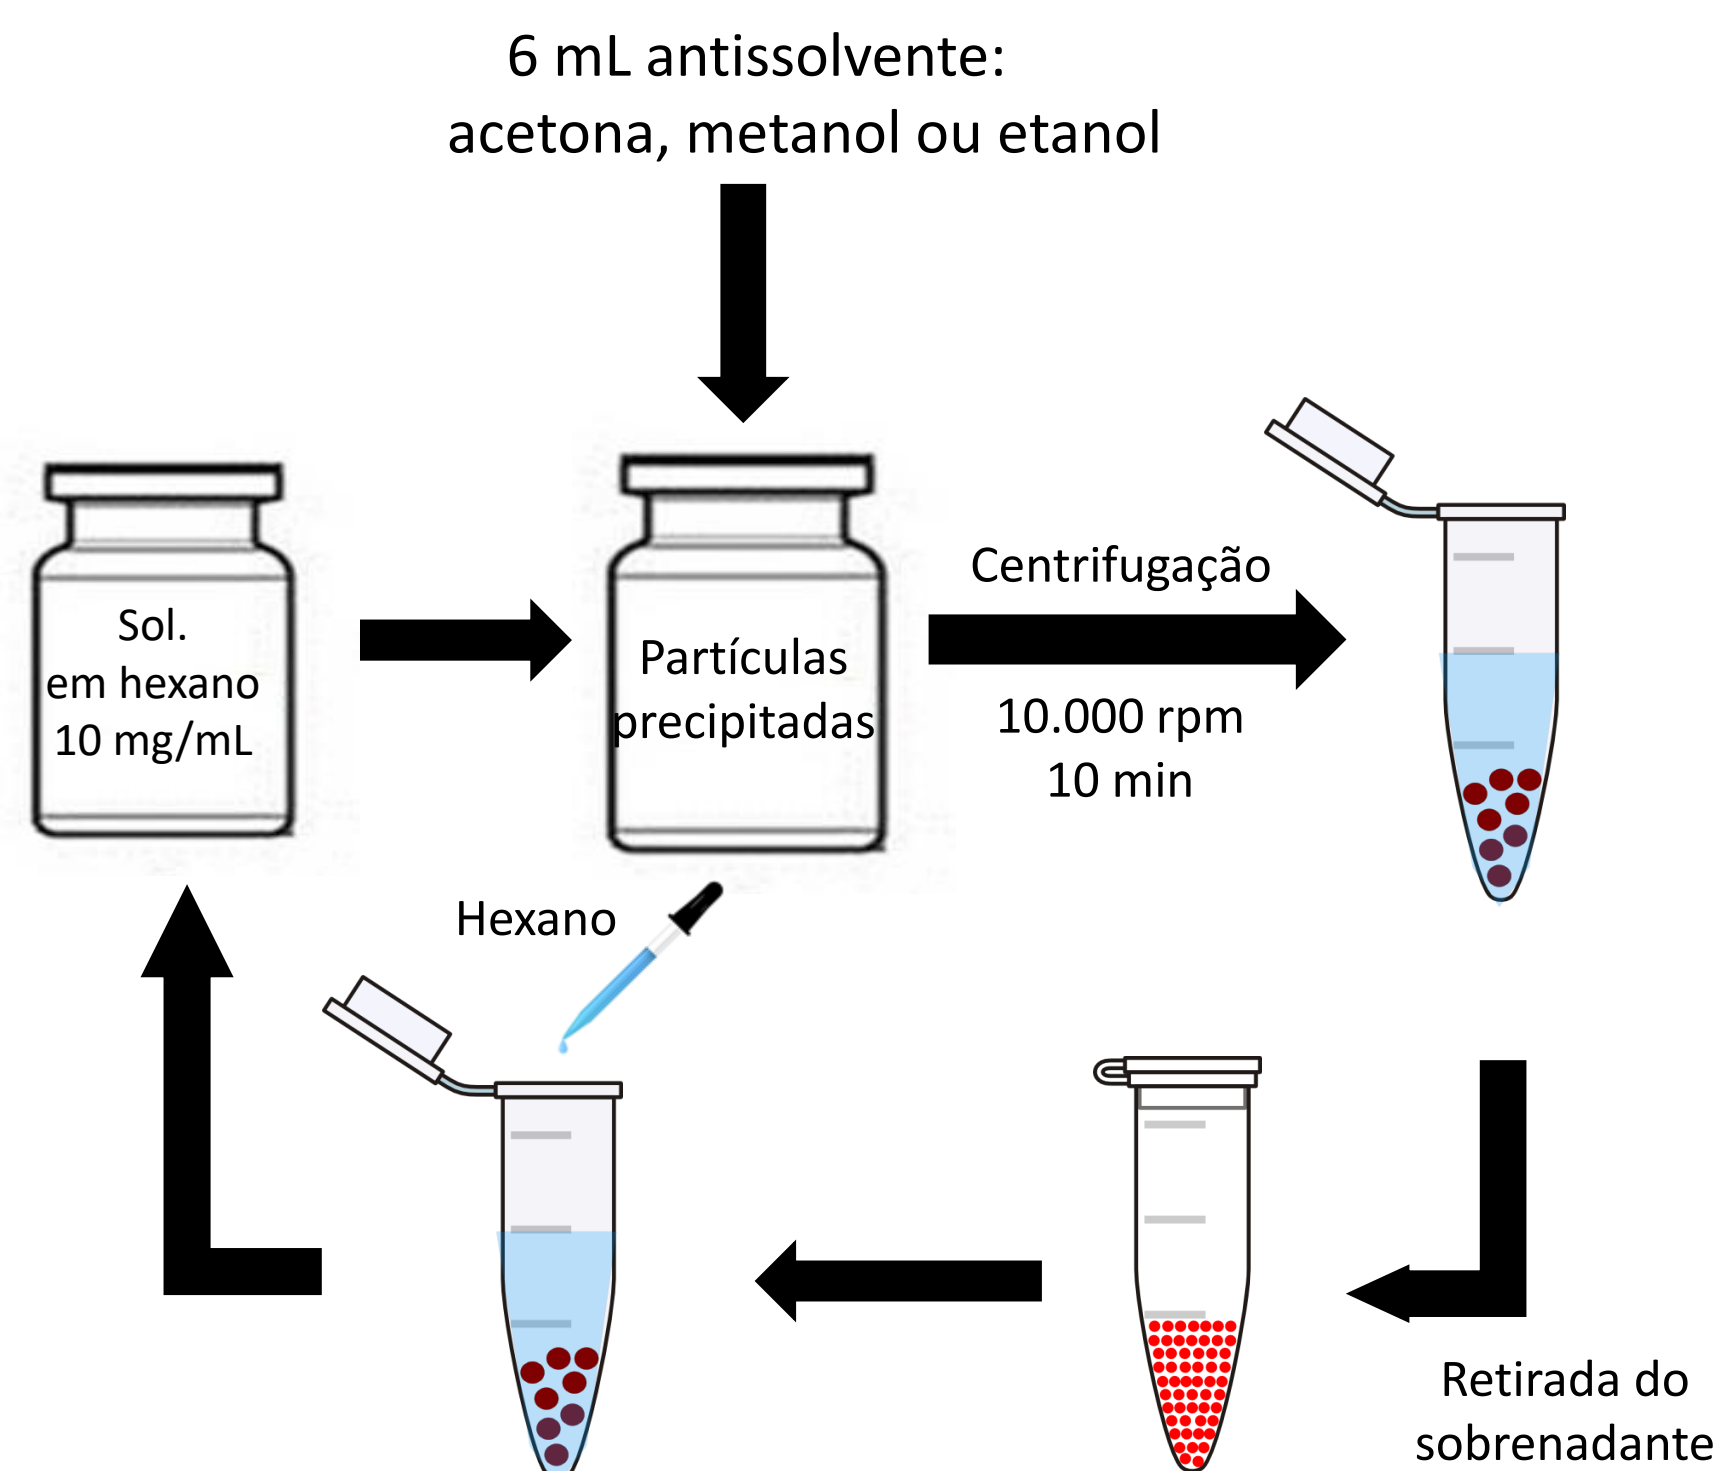 6 mL antissolvente:
acetona, metanol ou etanol
Sol.
em hexano
10 mg/mL
Partículas
precipitadas
Centrifugação
10.000 rpm
10 min
Hexano
Retirada do
sobrenadante